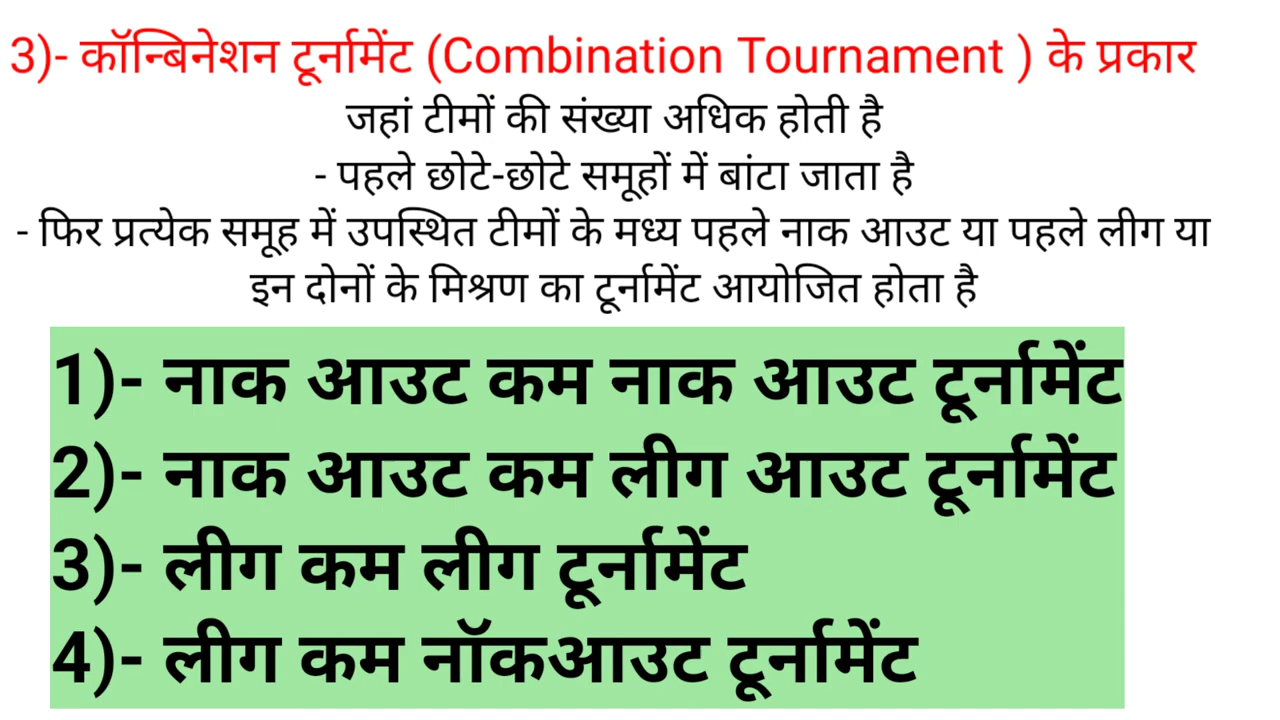 3)- कॉम्बिनेशन टूर्नामेंट (Combination Tournament ) के प्रकार
जहां टीमों की संख्या अधिक होती है
- पहले छोटे-छोटे समूहों में बांटा जाता है
- फिर प्रत्येक समूह में उपस्थित टीमों के मध्य पहले नाक आउट या पहले लीग या
इन दोनों के मिश्रण का टूर्नामेंट आयोजित होता है
1)- नाक आउट कम नाक आउट टूर्नामेंट
2)- नाक आउट कम लीग आउट टूर्नामेंट
3)- लीग कम लीग टूर्नामेंट
4)- लीग कम नॉकआउट टूर्नामेंट